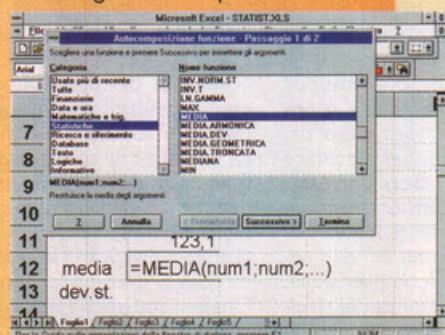 Microsoft Excel - STATIST.XLS
File ?
Autocomposizione funzione - Passaggio 1 di 2
Scegliere una funzione e premere Successivo per immettere gli argomenti.
Arial
Categoria Nome funzione
Usate più di recente INV.NORM.ST
Tutte INV.T
Finanziarie LN.GAMMA
Data e ora MAX
Matematiche e trig. MEDIA
Statistiche MEDIA.ARMONICA
Ricerca e riferimento MEDIA.DEV
Database MEDIA.GEOMETRICA
Testo MEDIA.TRONCATA
Logiche MEDIANA
Informative MIN
MEDIA(num1;num2;...)
Restituisce la media degli argomenti.
? Annulla < Precedente Successivo > Termina
7
8
9
10
11 123,1
12 media =MEDIA(num1;num2;...)
13 dev.st.
14
Foglio1 Foglio2 Foglio3 Foglio4 Foglio5
NUM